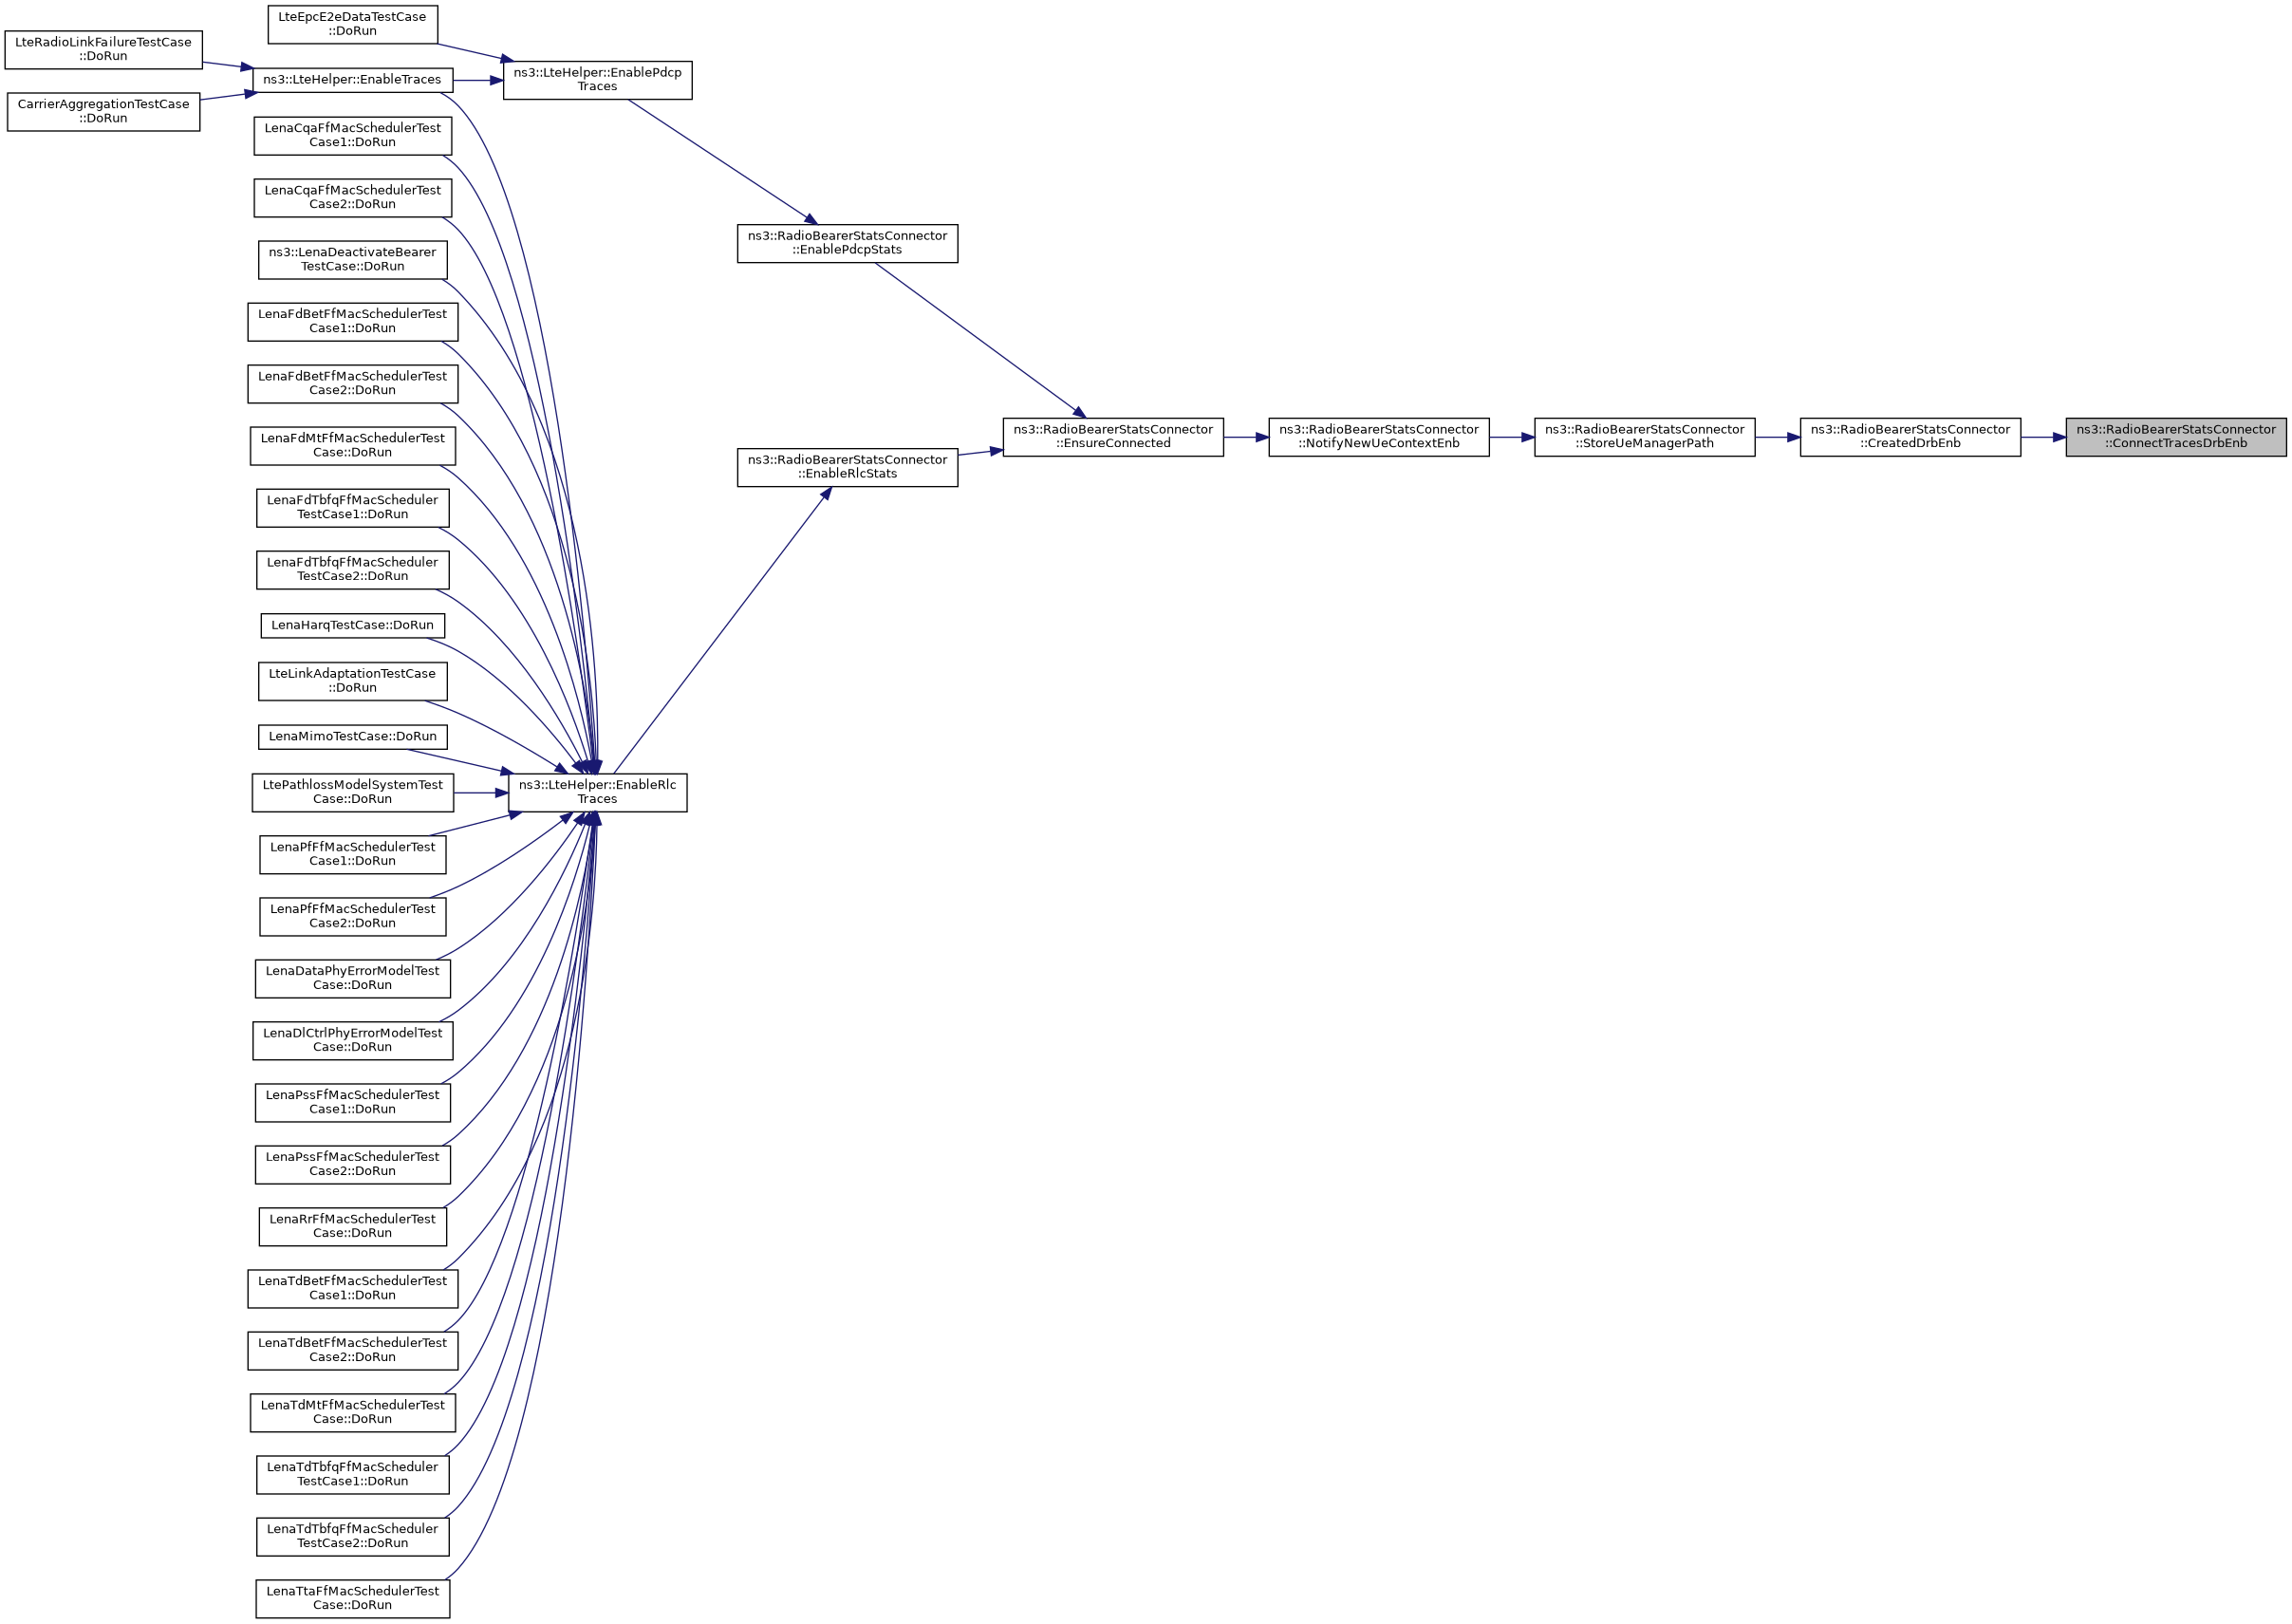 LteEpcE2eDataTestCase
::DoRun
LteRadioLinkFailureTestCase
::DoRun
ns3::LteHelper::EnableTraces
ns3::LteHelper::EnablePdcp
Traces
CarrierAggregationTestCase
::DoRun
LenaCqaFfMacSchedulerTest
Case1::DoRun
LenaCqaFfMacSchedulerTest
Case2::DoRun
ns3::LenaDeactivateBearer
TestCase::DoRun
ns3::RadioBearerStatsConnector
::EnablePdcpStats
LenaFdBetFfMacSchedulerTest
Case1::DoRun
LenaFdBetFfMacSchedulerTest
Case2::DoRun
LenaFdMtFfMacSchedulerTest
Case::DoRun
ns3::RadioBearerStatsConnector
::EnableRlcStats
ns3::RadioBearerStatsConnector
::EnsureConnected
ns3::RadioBearerStatsConnector
::NotifyNewUeContextEnb
ns3::RadioBearerStatsConnector
::StoreUeManagerPath
ns3::RadioBearerStatsConnector
::CreatedDrbEnb
ns3::RadioBearerStatsConnector
::ConnectTracesDrbEnb
LenaFdTbfqFfMacScheduler
TestCase1::DoRun
LenaFdTbfqFfMacScheduler
TestCase2::DoRun
LenaHarqTestCase::DoRun
LteLinkAdaptationTestCase
::DoRun
LenaMimoTestCase::DoRun
LtePathlossModelSystemTest
Case::DoRun
ns3::LteHelper::EnableRlc
Traces
LenaPfFfMacSchedulerTest
Case1::DoRun
LenaPfFfMacSchedulerTest
Case2::DoRun
LenaDataPhyErrorModelTest
Case::DoRun
LenaDlCtrlPhyErrorModelTest
Case::DoRun
LenaPssFfMacSchedulerTest
Case1::DoRun
LenaPssFfMacSchedulerTest
Case2::DoRun
LenaRrFfMacSchedulerTest
Case::DoRun
LenaTdBetFfMacSchedulerTest
Case1::DoRun
LenaTdBetFfMacSchedulerTest
Case2::DoRun
LenaTdMtFfMacSchedulerTest
Case::DoRun
LenaTdTbfqFfMacScheduler
TestCase1::DoRun
LenaTdTbfqFfMacScheduler
TestCase2::DoRun
LenaTtaFfMacSchedulerTest
Case::DoRun